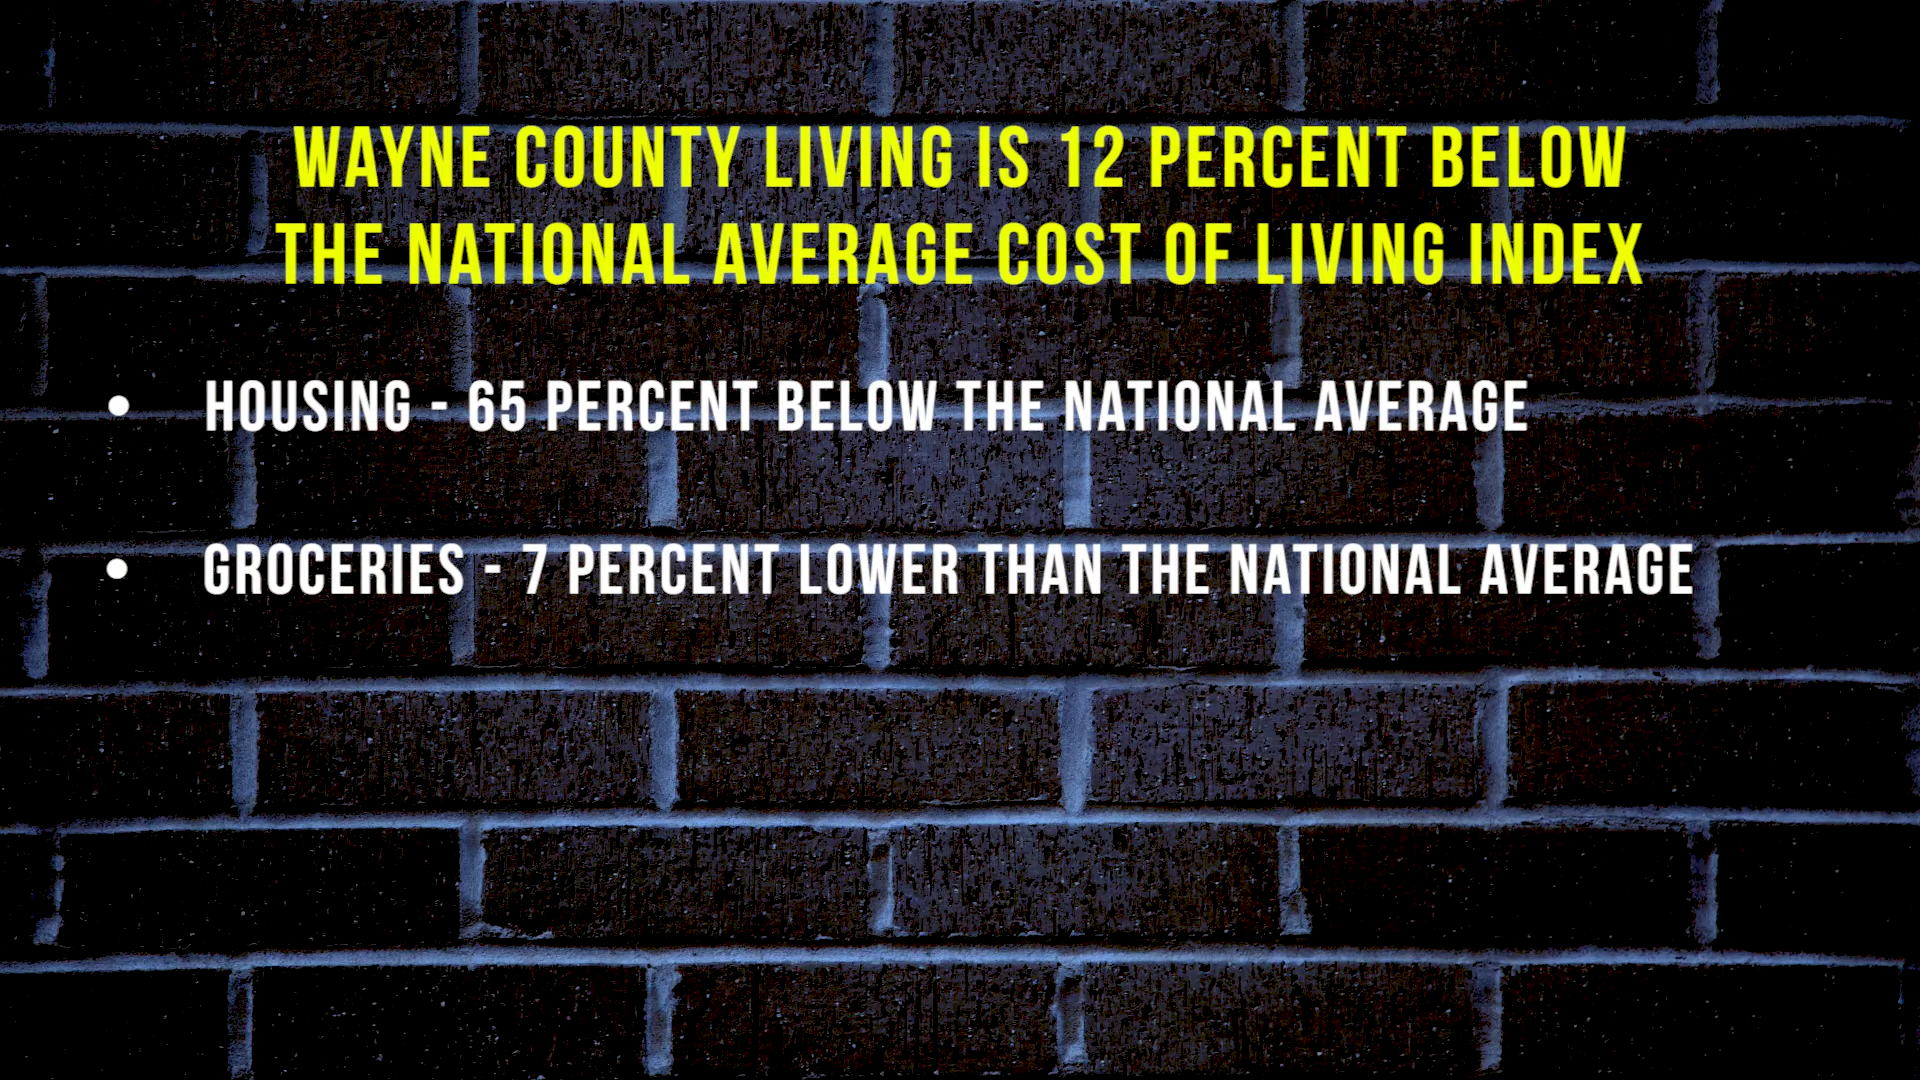 WAYNE COUNTY LIVING IS 12 PERCENT BELOW
THE NATIONAL AVERAGE COST OF LIVING INDEX
• HOUSING - 65 PERCENT BELOW THE NATIONAL AVERAGE
• GROCERIES - 7 PERCENT LOWER THAN THE NATIONAL AVERAGE